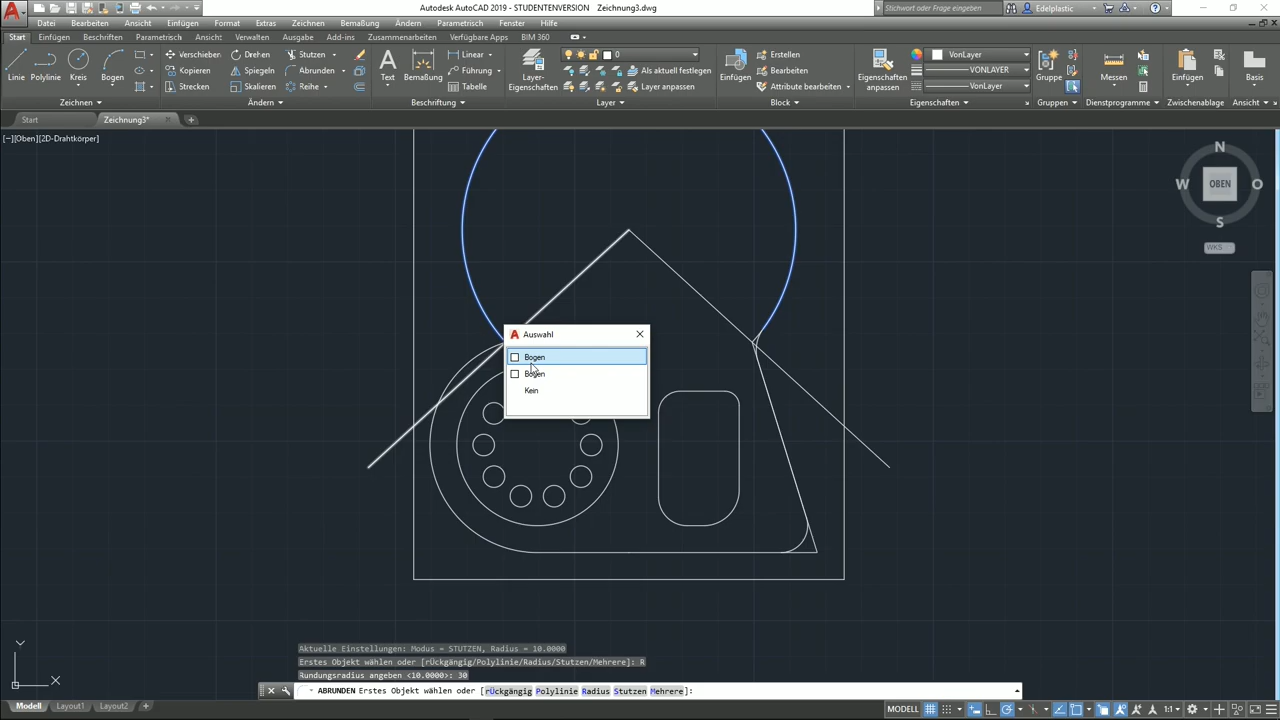 Autodesk AutoCAD 2019 - STUDENTENVERSION Zeichnung3.dwg
Stichwort oder Frage eingeben
Edelplastic
Start Bearbeiten Ansicht Einfügen Format Extras Zeichnen Bemaßung Ändern Parametrisch Fenster Hilfe
Start Einfügen Beschriften Parametrisch Ansicht Verwalten Ausgabe Add-ins Zusammenarbeiten Verfügbare Apps BIM 360
Linie Polylinie Kreis Bogen
Verschieben Drehen Stutzen
Kopieren Spiegeln Abrunden
Strecken Skalieren Reihe
Text Bemaßung
Linear
Führung
Tabelle
Layer-
Eigenschaften
0
Als aktuell festlegen
Layer anpassen
Einfügen
Erstellen
Bearbeiten
Attribute bearbeiten
Eigenschaften
anpassen
VonLayer
VONLAYER
VonLayer
Gruppe
Messen
Einfügen
Basis
Zeichnen Ändern Beschriftung Layer Block Eigenschaften Gruppen Dienstprogramme Zwischenablage Ansicht
Start Zeichnung3*
[−][Oben][2D-Drahtkörper]
N
W OBEN O
S
WKS
Auswahl
Bogen
Bogen
Kein
Aktuelle Einstellungen: Modus = STUTZEN, Radius = 10.0000
Erstes Objekt wählen oder [rÜckgängig/Polylinie/Radius/Stutzen/Mehrere]: R
Rundungsradius angeben <10.0000>: 30
ABRUNDEN Erstes Objekt wählen oder [rÜckgängig Polylinie Radius Stutzen Mehrere]:
Modell Layout1 Layout2 +
MODELL
1:1